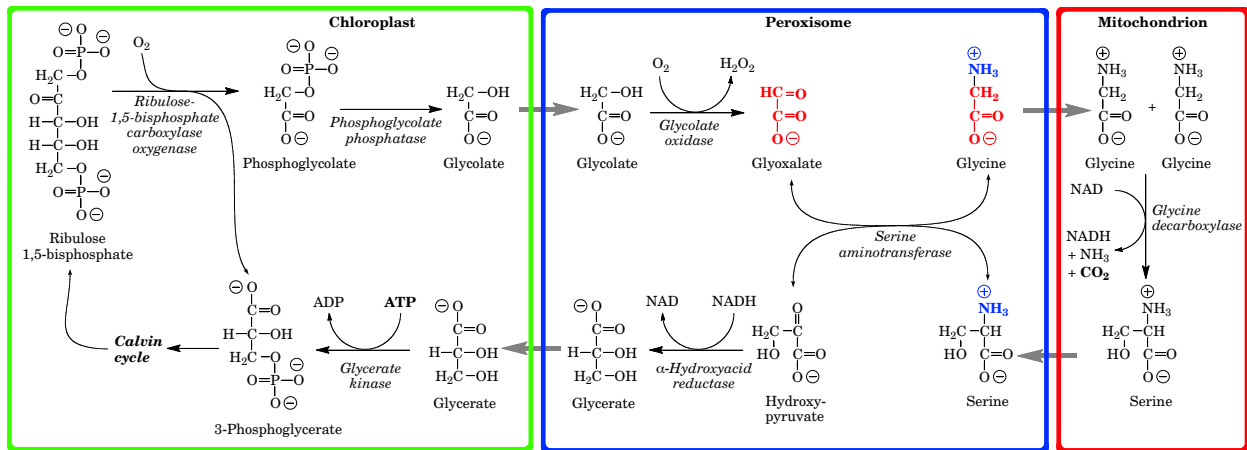 Chloroplast
Peroxisome
Mitochondrion
O₂
Ribulose-
1,5-bisphosphate
carboxylase
oxygenase
Ribulose
1,5-bisphosphate
Phosphoglycolate
Phosphoglycolate
phosphatase
Glycolate
Glycolate
O₂
H₂O₂
Glycolate
oxidase
Glyoxalate
Glycine
Glycine
+
Glycine
NAD
Glycine
decarboxylase
NADH
+ NH₃
+ CO₂
Serine
aminotransferase
Calvin
cycle
3-Phosphoglycerate
ADP
ATP
Glycerate
kinase
Glycerate
Glycerate
NAD
NADH
α-Hydroxyacid
reductase
Hydroxy-
pyruvate
Serine
Serine